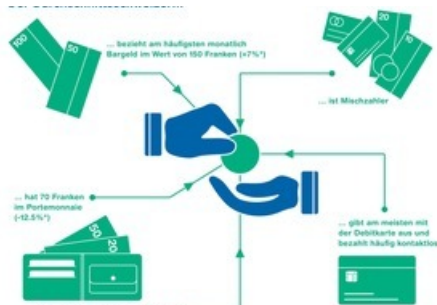 100
50
20
10
... bezieht am häufigsten monatlich
Bargeld im Wert von 150 Franken (+7%*)
... ist Mischzahler
... hat 70 Franken
im Portemonnaie
(-12.5%*)
50
20
... gibt am meisten mit
der Debitkarte aus und
bezahlt häufig kontaktlos